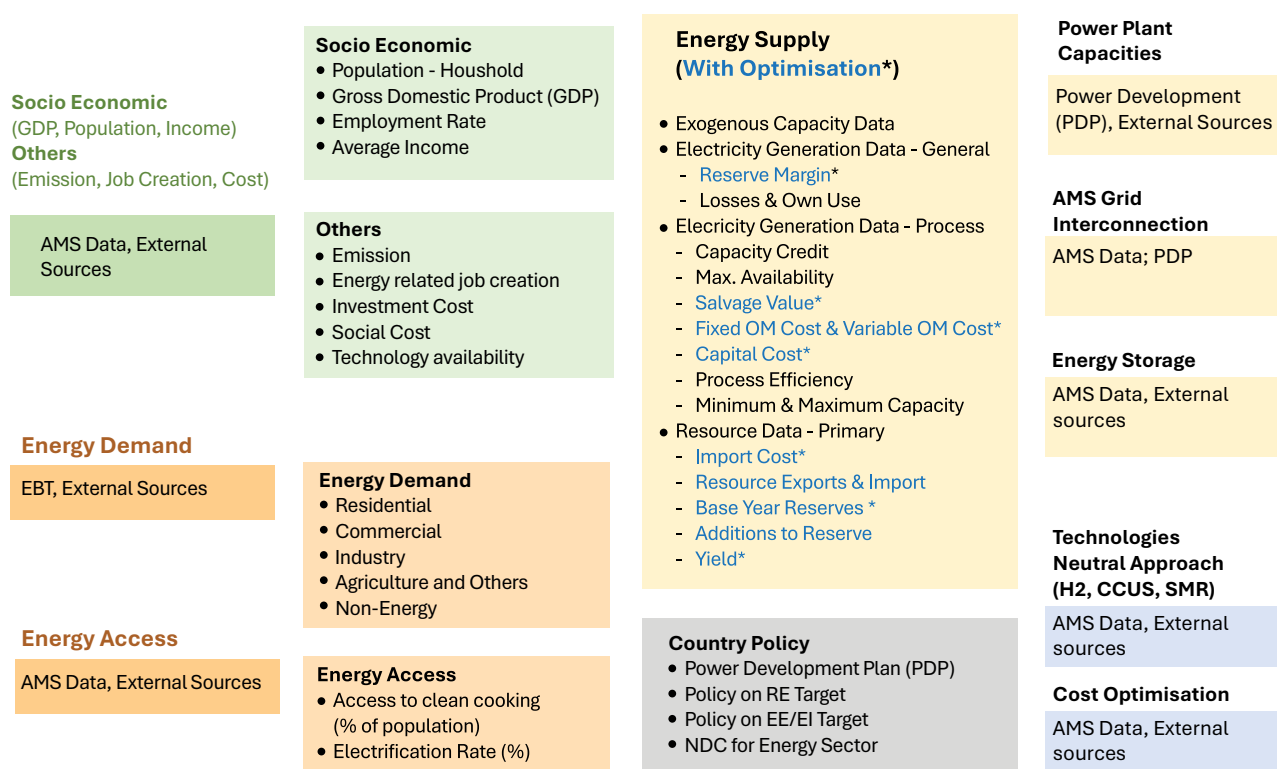 Socio Economic
(GDP, Population, Income)
Others
(Emission, Job Creation, Cost)
AMS Data, External
Sources
Energy Demand
EBT, External Sources
Energy Access
AMS Data, External Sources
Socio Economic
• Population - Houshold
• Gross Domestic Product (GDP)
• Employment Rate
• Average Income
Others
• Emission
• Energy related job creation
• Investment Cost
• Social Cost
• Technology availability
Energy Demand
• Residential
• Commercial
• Industry
• Agriculture and Others
• Non-Energy
Energy Access
• Access to clean cooking
(% of population)
• Electrification Rate (%)
Energy Supply
(With Optimisation*)
• Exogenous Capacity Data
• Electricity Generation Data - General
- Reserve Margin*
- Losses & Own Use
• Elecricity Generation Data - Process
- Capacity Credit
- Max. Availability
- Salvage Value*
- Fixed OM Cost & Variable OM Cost*
- Capital Cost*
- Process Efficiency
- Minimum & Maximum Capacity
• Resource Data - Primary
- Import Cost*
- Resource Exports & Import
- Base Year Reserves *
- Additions to Reserve
- Yield*
Country Policy
• Power Development Plan (PDP)
• Policy on RE Target
• Policy on EE/EI Target
• NDC for Energy Sector
Power Plant
Capacities
Power Development
(PDP), External Sources
AMS Grid
Interconnection
AMS Data; PDP
Energy Storage
AMS Data, External
sources
Technologies
Neutral Approach
(H2, CCUS, SMR)
AMS Data, External
sources
Cost Optimisation
AMS Data, External
sources